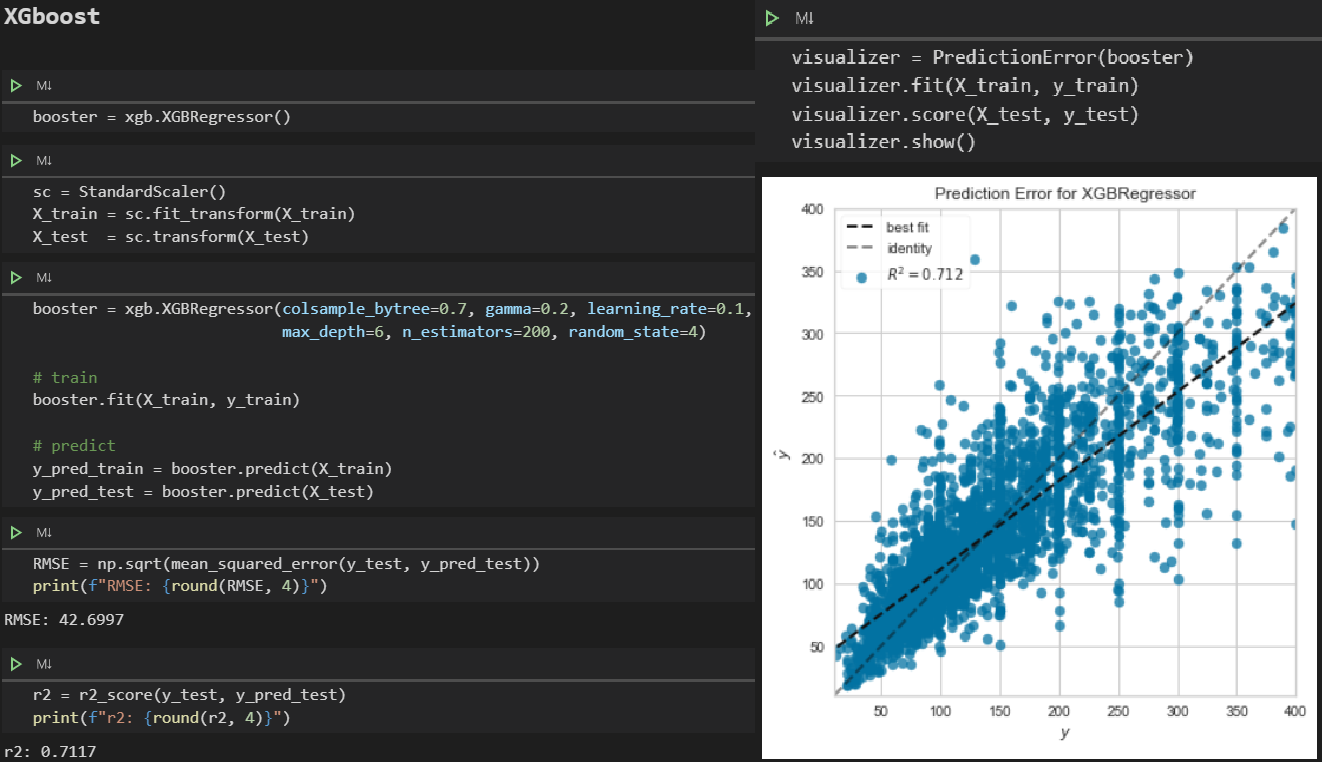 XGboost
M↓
booster = xgb.XGBRegressor()
M↓
sc = StandardScaler()
X_train = sc.fit_transform(X_train)
X_test  = sc.transform(X_test)
M↓
booster = xgb.XGBRegressor(colsample_bytree=0.7, gamma=0.2, learning_rate=0.1,
max_depth=6, n_estimators=200, random_state=4)
# train
booster.fit(X_train, y_train)
# predict
y_pred_train = booster.predict(X_train)
y_pred_test = booster.predict(X_test)
M↓
RMSE = np.sqrt(mean_squared_error(y_test, y_pred_test))
print(f"RMSE: {round(RMSE, 4)}")
RMSE: 42.6997
M↓
r2 = r2_score(y_test, y_pred_test)
print(f"r2: {round(r2, 4)}")
r2: 0.7117
M↓
visualizer = PredictionError(booster)
visualizer.fit(X_train, y_train)
visualizer.score(X_test, y_test)
visualizer.show()
Prediction Error for XGBRegressor
best fit
identity
R² = 0.712
400
350
300
250
200
150
100
50
ŷ
50 100 150 200 250 300 350 400
y